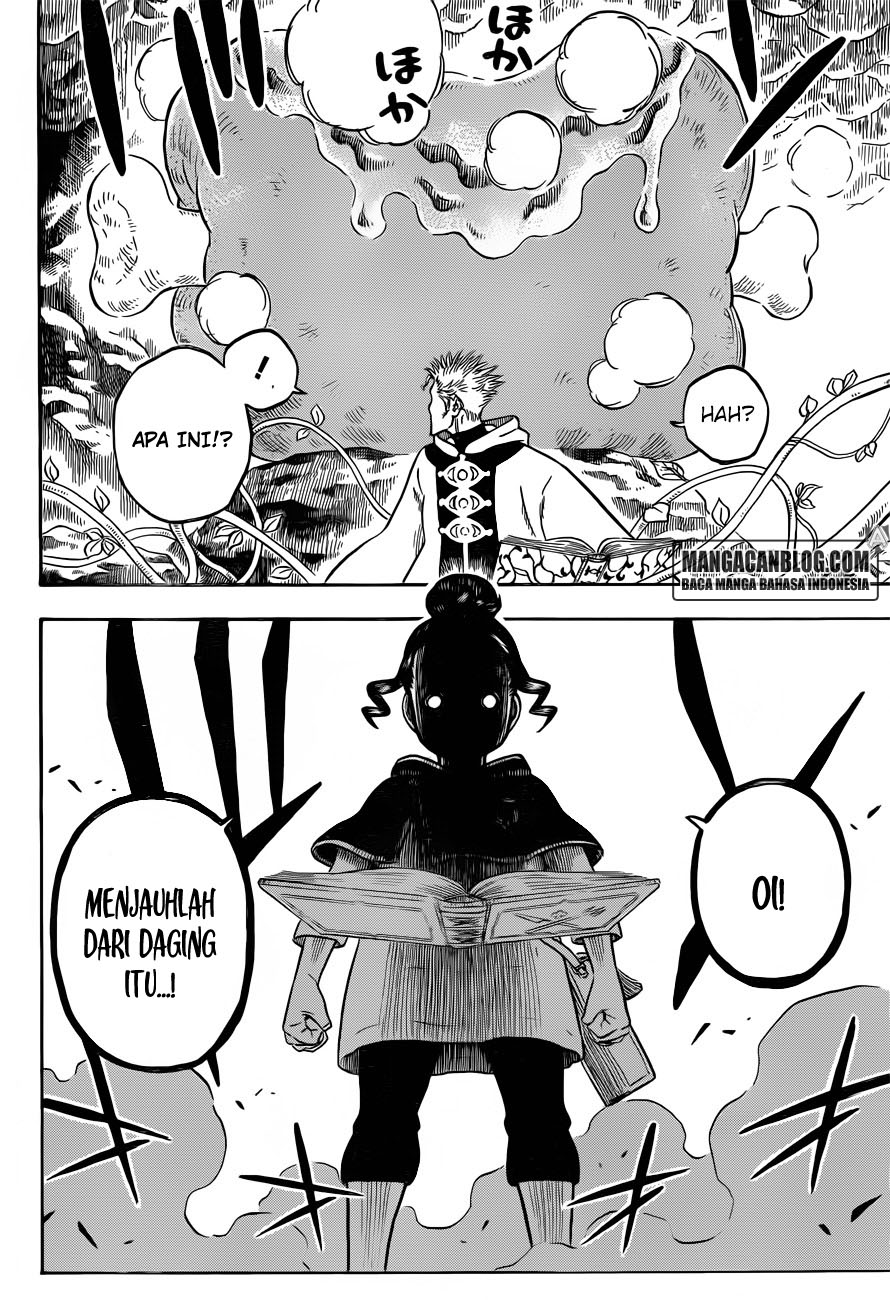 ほか
ほか
HAH?
!
APA INI!?
MANGACANBLOG.COM
BACA MANGA BAHASA INDONESIA
OI!
MENJAUHLAH
DARI DAGING
ITU...!